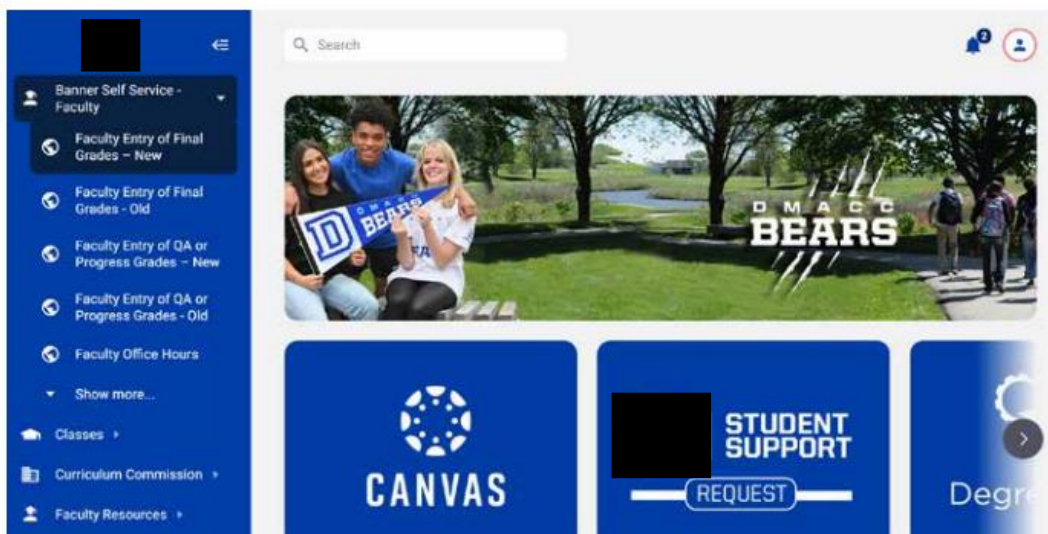 Search
2
Banner Self Service -
Faculty
Faculty Entry of Final
Grades – New
Faculty Entry of Final
Grades - Old
Faculty Entry of QA or
Progress Grades – New
Faculty Entry of QA or
Progress Grades - Old
Faculty Office Hours
Show more...
Classes
Curriculum Commission
Faculty Resources
D
DMACC
BEARS
DMACC
BEARS
CANVAS
STUDENT
SUPPORT
REQUEST